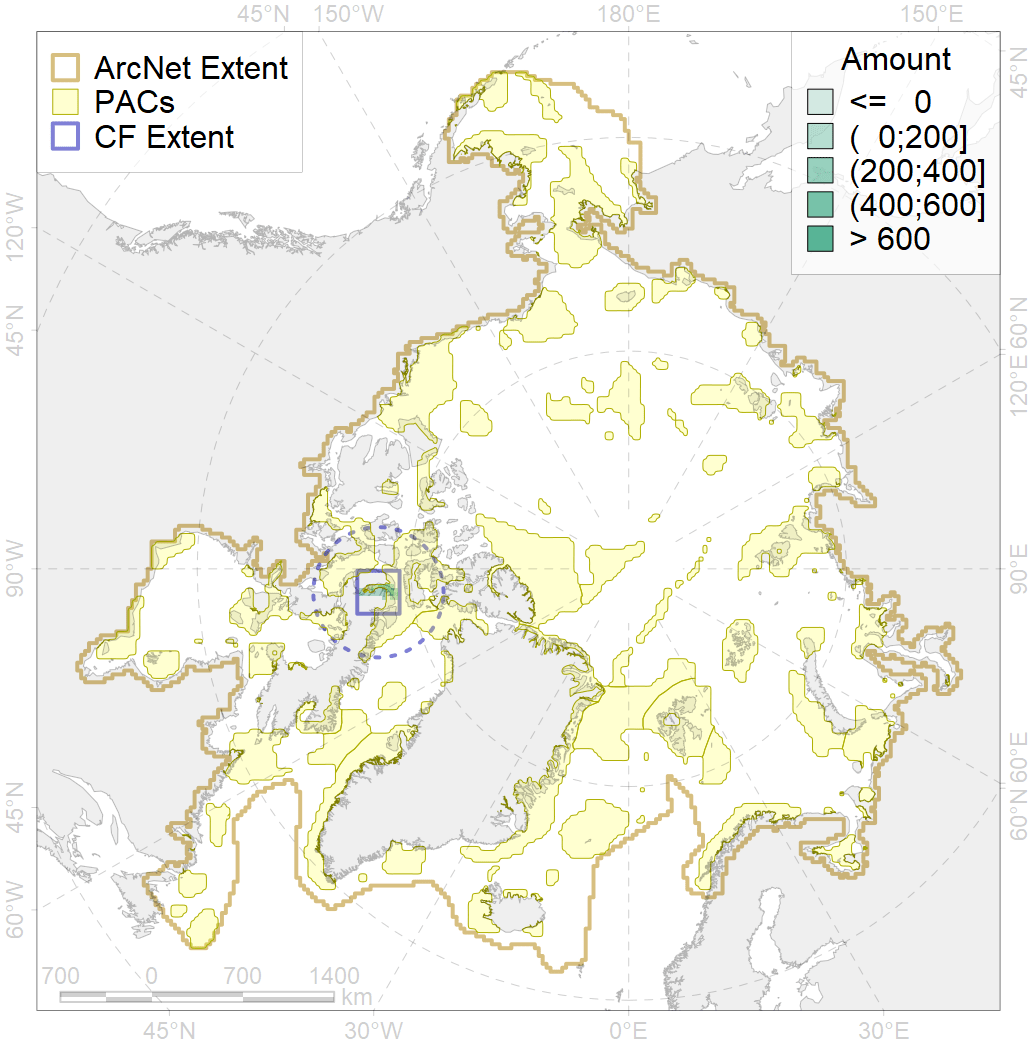 45°N 150°W 180°E 150°E
ArcNet Extent
PACs
CF Extent
Amount
<= 0
( 0;200]
(200;400]
(400;600]
> 600
45°N
120°W
45°N
60°N
120°E
90°W
90°E
45°N
60°W
60°E
60°N
700 0 700 1400
km
45°N 30°W 0°E 30°E